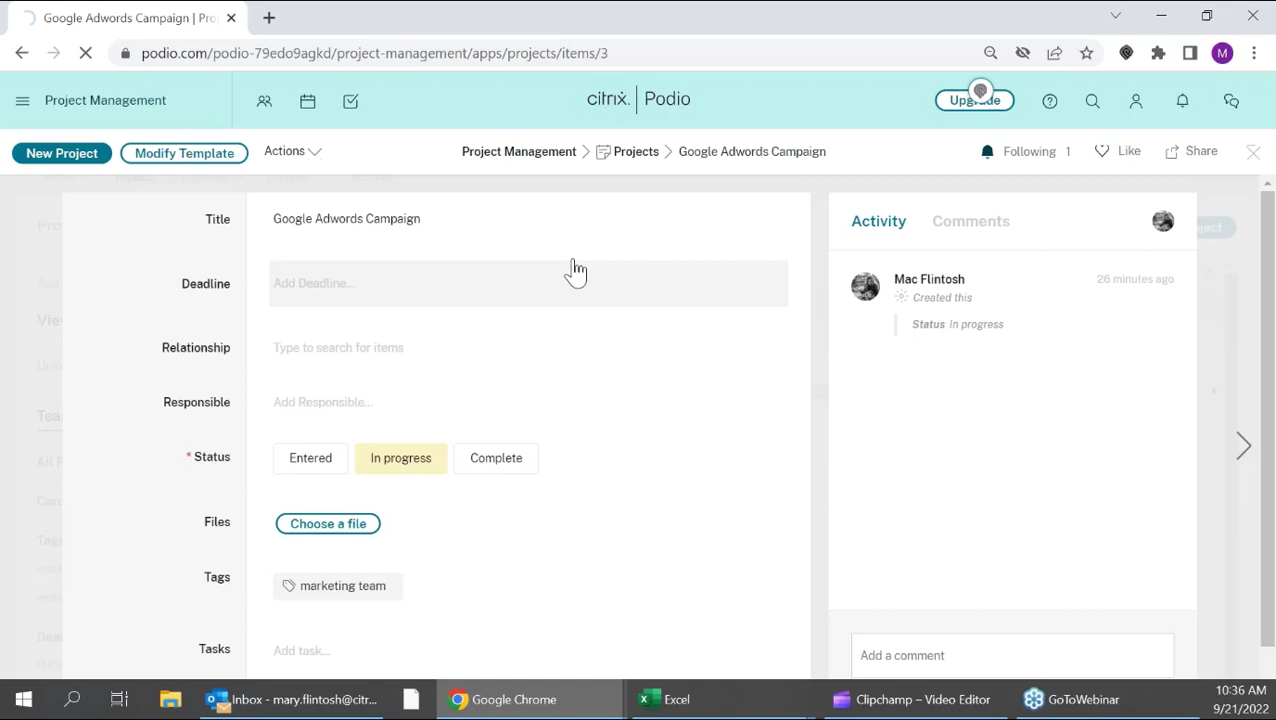 Google Adwords Campaign | Pro
podio.com/podio-79edo9agkd/project-management/apps/projects/items/3
M
Project Management
citrix. | Podio
Upgrade
New Project
Modify Template
Actions
Project Management
Projects
Google Adwords Campaign
Following 1
Like
Share
Title
Google Adwords Campaign
Activity
Comments
Deadline
Add Deadline...
Mac Flintosh
26 minutes ago
Created this
Status In progress
Relationship
Type to search for items
Responsible
Add Responsible...
* Status
Entered
In progress
Complete
Files
Choose a file
Tags
marketing team
Tasks
Add task...
Add a comment
Inbox - mary.flintosh@citr...
Google Chrome
Excel
Clipchamp – Video Editor
GoToWebinar
10:36 AM
9/21/2022